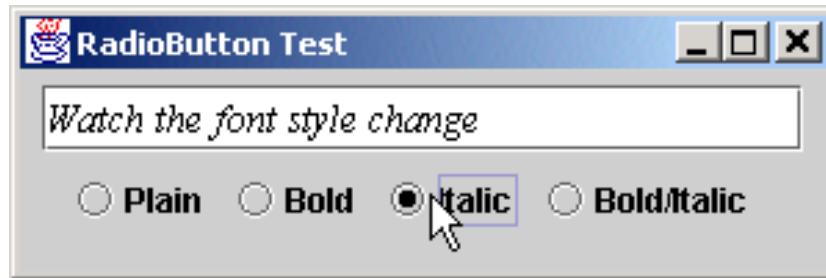 RadioButton Test
Watch the font style change
Plain Bold Italic Bold/Italic